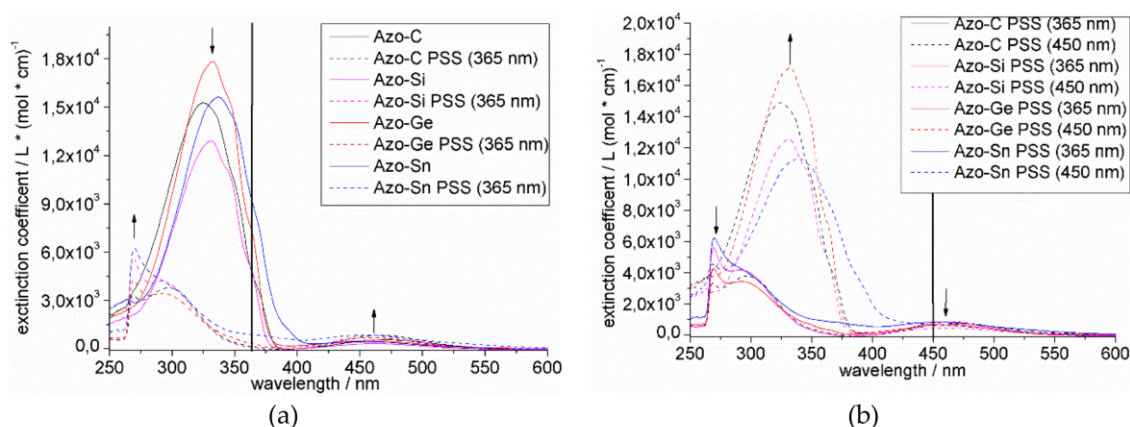 exctinction coefficent / L * (mol * cm)⁻¹
1,8x10⁴
1,5x10⁴
1,2x10⁴
9,0x10³
6,0x10³
3,0x10³
0,0
250 300 350 400 450 500 550 600
wavelength / nm
Azo-C
Azo-C PSS (365 nm)
Azo-Si
Azo-Si PSS (365 nm)
Azo-Ge
Azo-Ge PSS (365 nm)
Azo-Sn
Azo-Sn PSS (365 nm)
(a)
extinction coefficent / L (mol * cm)⁻¹
2,0x10⁴
1,8x10⁴
1,6x10⁴
1,4x10⁴
1,2x10⁴
1,0x10⁴
8,0x10³
6,0x10³
4,0x10³
2,0x10³
0,0
250 300 350 400 450 500 550 600
wavelength / nm
Azo-C PSS (365 nm)
Azo-C PSS (450 nm)
Azo-Si PSS (365 nm)
Azo-Si PSS (450 nm)
Azo-Ge PSS (365 nm)
Azo-Ge PSS (450 nm)
Azo-Sn PSS (365 nm)
Azo-Sn PSS (450 nm)
(b)